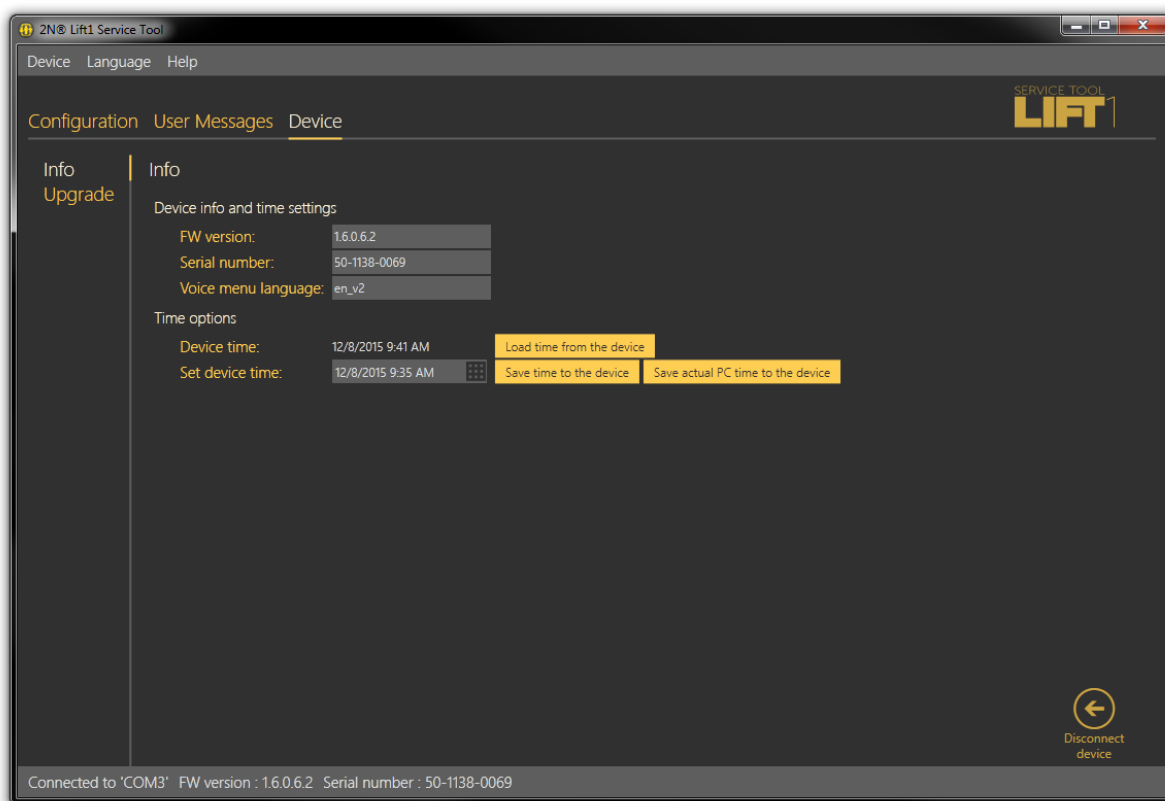 2N® Lift1 Service Tool
Device Language Help
SERVICE TOOL
LIFT1
Configuration User Messages Device
Info
Upgrade
Info
Device info and time settings
FW version: 1.6.0.6.2
Serial number: 50-1138-0069
Voice menu language: en_v2
Time options
Device time: 12/8/2015 9:41 AM Load time from the device
Set device time: 12/8/2015 9:35 AM Save time to the device Save actual PC time to the device
Disconnect
device
Connected to 'COM3' FW version : 1.6.0.6.2 Serial number : 50-1138-0069